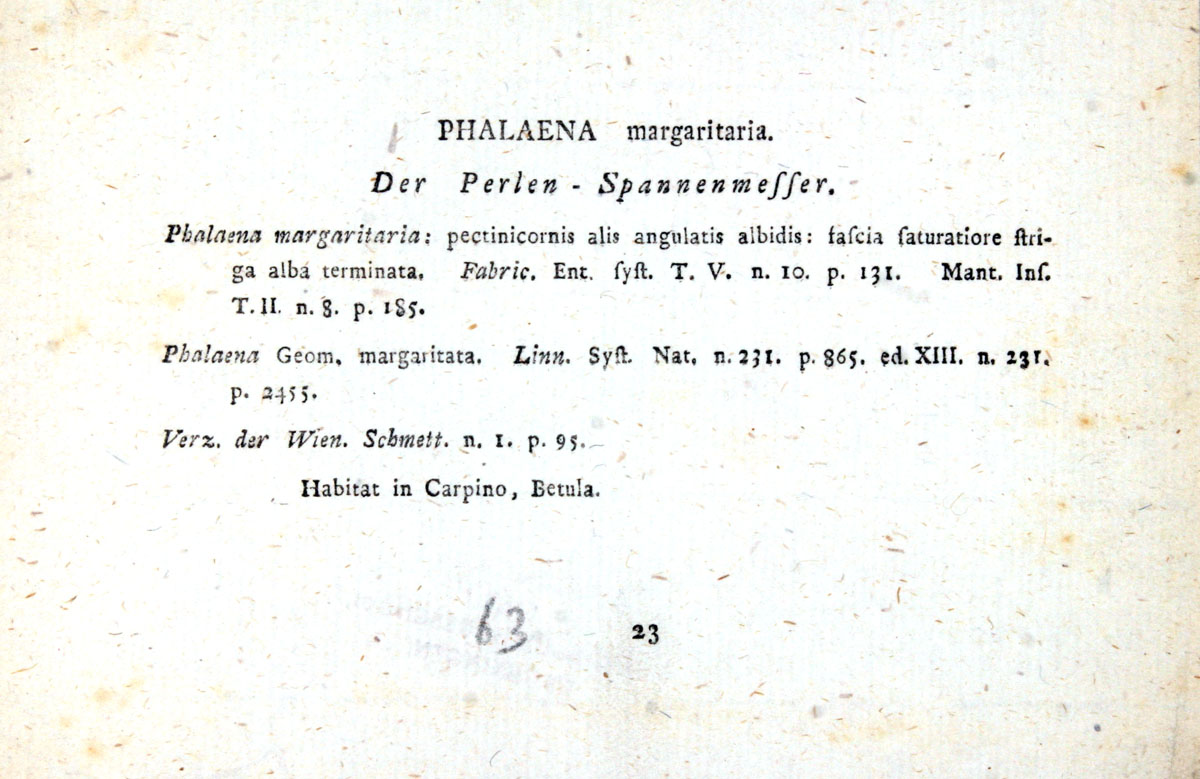 PHALAENA margaritaria.
Der Perlen - Spannenmeſſer.
Phalaena margaritaria: pectinicornis alis angulatis albidis: faſcia ſaturatiore ſtri-
ga alba terminata. Fabric. Ent. ſyſt. T. V. n. 10. p. 131. Mant. Inſ.
T. II. n. 8. p. 185.
Phalaena Geom. margaritata. Linn. Syſt. Nat. n. 231. p. 865. ed. XIII. n. 231.
p. 2455.
Verz. der Wien. Schmett. n. 1. p. 95.
Habitat in Carpino, Betula.
63 23